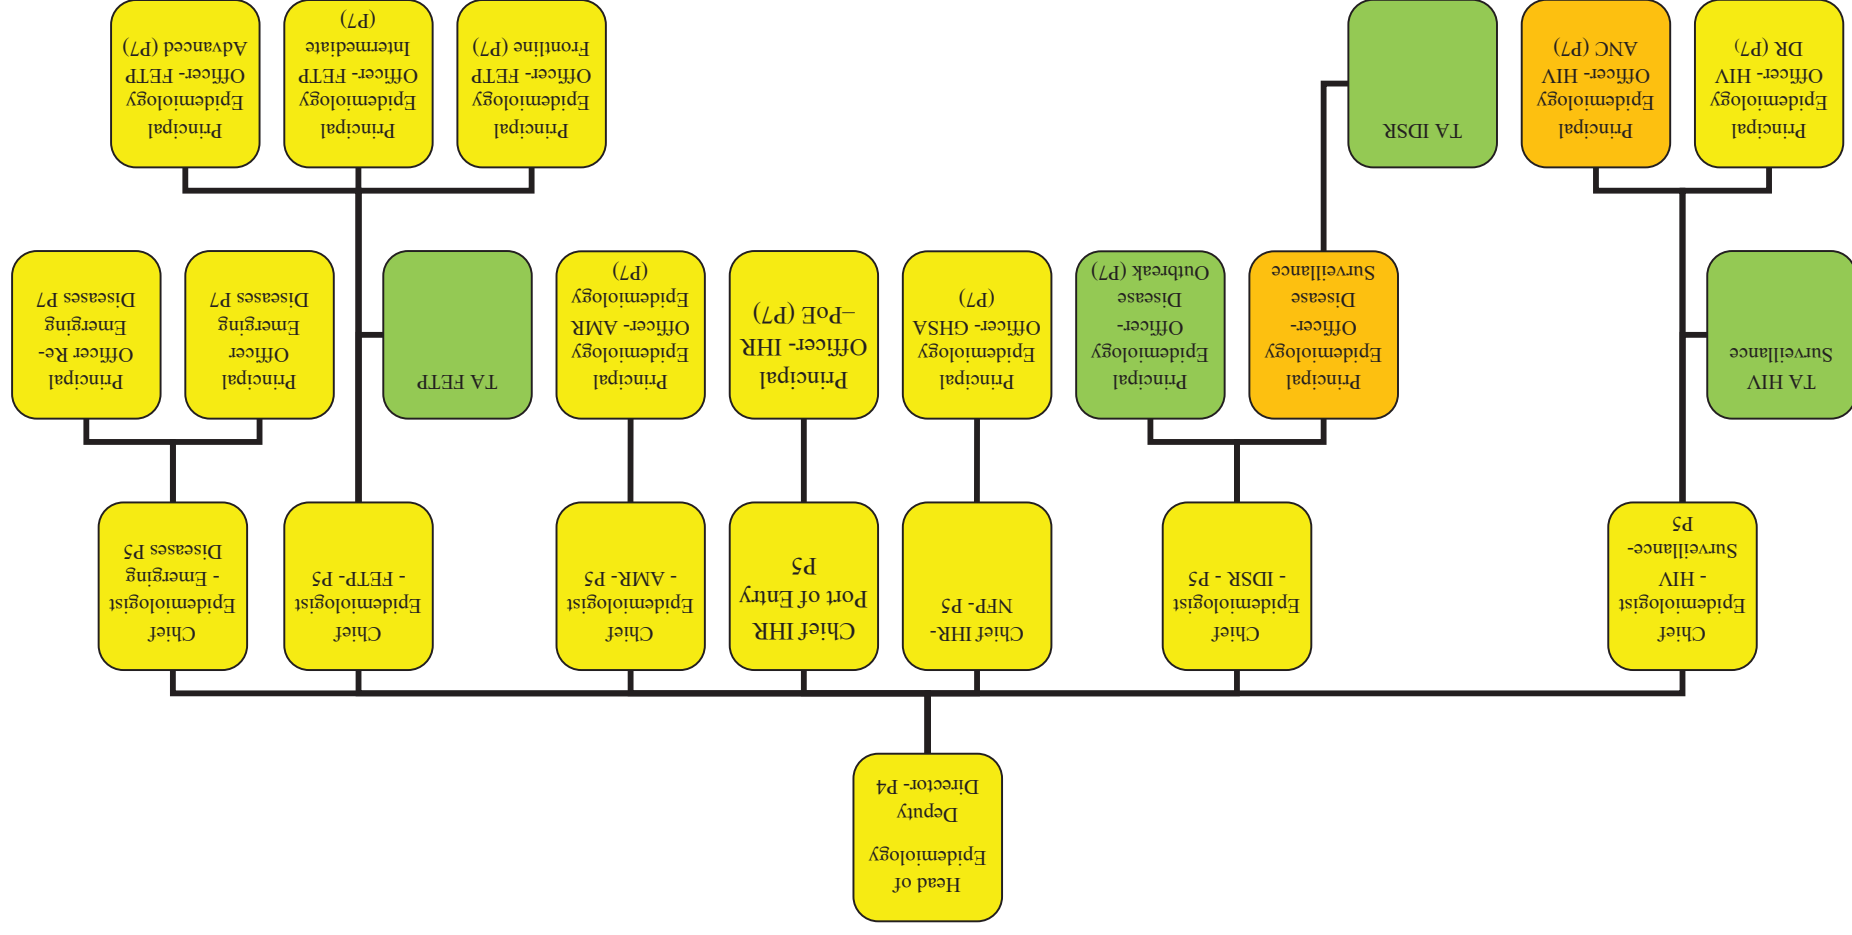 Head of
Epidemiology
Deputy
Director- P4
Chief
Epidemiologist
- HIV
Surveillance-
P5
Chief
Epidemiologist
- IDSR - P5
Chief IHR-
NFP- P5
Chief IHR
Port of Entry
P5
Chief
Epidemiologist
- AMR- P5
Chief
Epidemiologist
- FETP- P5
Chief
Epidemiologist
- Emerging
Diseases P5
TA HIV
Surveillance
Principal
Epidemiology
Officer-
Disease
Surveillance
Principal
Epidemiology
Officer-
Disease
Outbreak (P7)
Principal
Epidemiology
Officer- GHSA
(P7)
Principal
Officer- IHR
–PoE (P7)
Principal
Epidemiology
Officer- AMR
Epidemiology
(P7)
TA FETP
Principal
Officer
Emerging
Diseases P7
Principal
Officer Re-
Emerging
Diseases P7
Principal
Epidemiology
Officer- HIV
DR (P7)
Principal
Epidemiology
Officer- HIV
ANC (P7)
TA IDSR
Principal
Epidemiology
Officer- FETP
Frontline (P7)
Principal
Epidemiology
Officer- FETP
Intermediate
(P7)
Principal
Epidemiology
Officer- FETP
Advanced (P7)